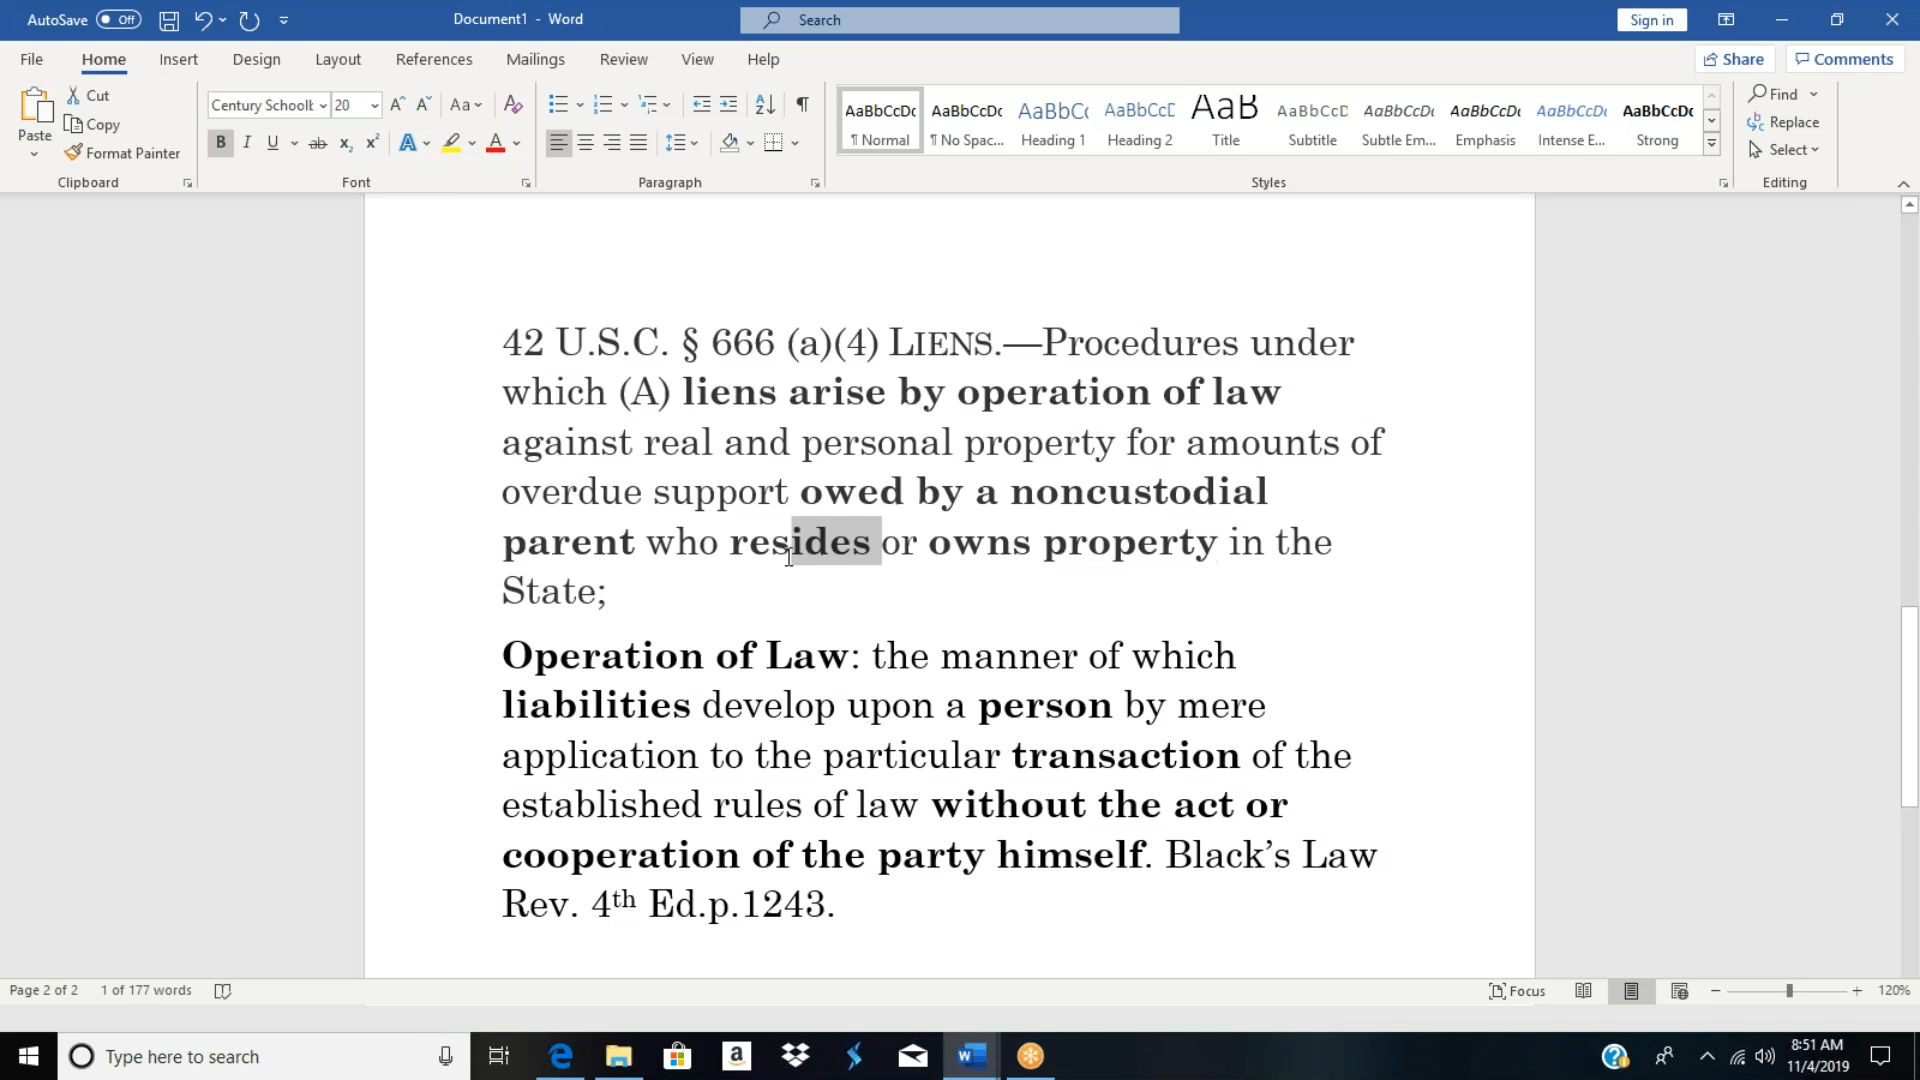 AutoSave Off Document1 - Word Search Sign in
File Home Insert Design Layout References Mailings Review View Help Share Comments
Paste Cut Copy Format Painter Clipboard
Century Schoolb 20 Aa
B I U ab x₂ x² A A Font
Paragraph
AaBbCcDc AaBbCcDc AaBbCc AaBbCcD AaB AaBbCcD AaBbCcDc AaBbCcDc AaBbCcDc AaBbCcDc
¶ Normal ¶ No Spac... Heading 1 Heading 2 Title Subtitle Subtle Em... Emphasis Intense E... Strong
Styles
Find
Replace
Select
Editing
42 U.S.C. § 666 (a)(4) LIENS.—Procedures under
which (A) liens arise by operation of law
against real and personal property for amounts of
overdue support owed by a noncustodial
parent who resides or owns property in the
State;
Operation of Law: the manner of which
liabilities develop upon a person by mere
application to the particular transaction of the
established rules of law without the act or
cooperation of the party himself. Black’s Law
Rev. 4th Ed.p.1243.
Page 2 of 2 1 of 177 words Focus 120%
Type here to search
8:51 AM
11/4/2019